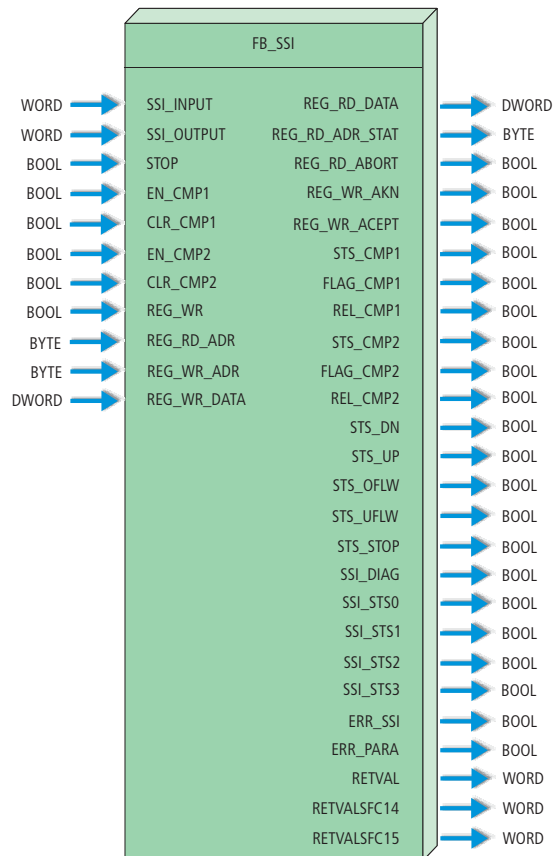 FB_SSI
WORD SSI_INPUT REG_RD_DATA DWORD
WORD SSI_OUTPUT REG_RD_ADR_STAT BYTE
BOOL STOP REG_RD_ABORT BOOL
BOOL EN_CMP1 REG_WR_AKN BOOL
BOOL CLR_CMP1 REG_WR_ACEPT BOOL
BOOL EN_CMP2 STS_CMP1 BOOL
BOOL CLR_CMP2 FLAG_CMP1 BOOL
BOOL REG_WR REL_CMP1 BOOL
BYTE REG_RD_ADR STS_CMP2 BOOL
BYTE REG_WR_ADR FLAG_CMP2 BOOL
DWORD REG_WR_DATA REL_CMP2 BOOL
STS_DN BOOL
STS_UP BOOL
STS_OFLW BOOL
STS_UFLW BOOL
STS_STOP BOOL
SSI_DIAG BOOL
SSI_STS0 BOOL
SSI_STS1 BOOL
SSI_STS2 BOOL
SSI_STS3 BOOL
ERR_SSI BOOL
ERR_PARA BOOL
RETVAL WORD
RETVALSFC14 WORD
RETVALSFC15 WORD